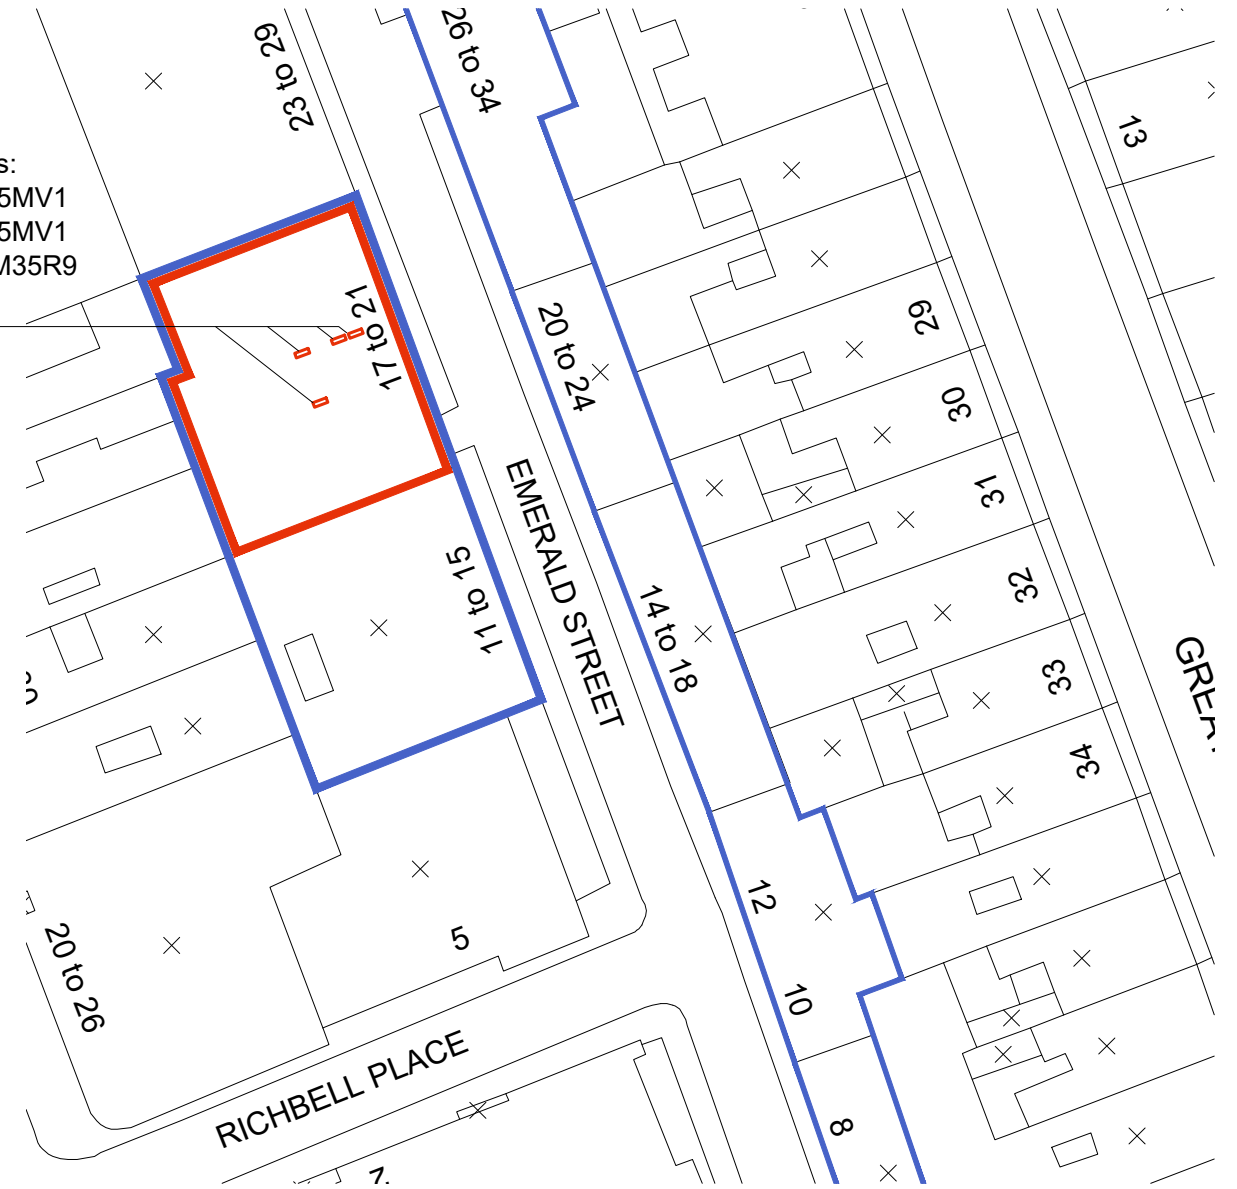 26 to 34
23 to 29
13
s:
5MV1
5MV1
M35R9
17 to 21
20 to 24
29
30
31
32
33
34
EMERALD STREET
11 to 15
14 to 18
12
10
8
5
20 to 26
RICHBELL PLACE
2